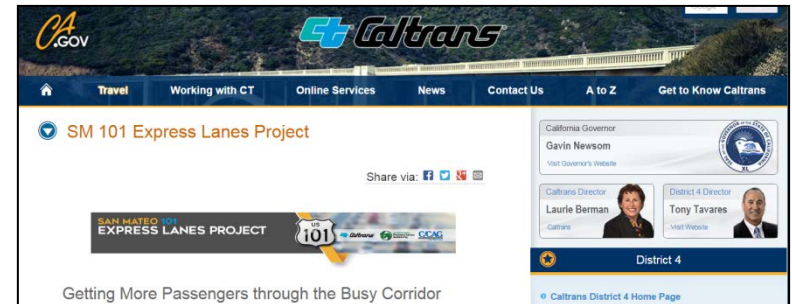 CA.GOV
Ct Caltrans
Travel Working with CT Online Services News Contact Us A to Z Get to Know Caltrans
SM 101 Express Lanes Project
Share via:
SAN MATEO 101
EXPRESS LANES PROJECT
US
101
Caltrans
C/CAG
Getting More Passengers through the Busy Corridor
California Governor
Gavin Newsom
Visit Governor's Website
Caltrans Director
Laurie Berman
Caltrans
District 4 Director
Tony Tavares
Visit Website
District 4
Caltrans District 4 Home Page